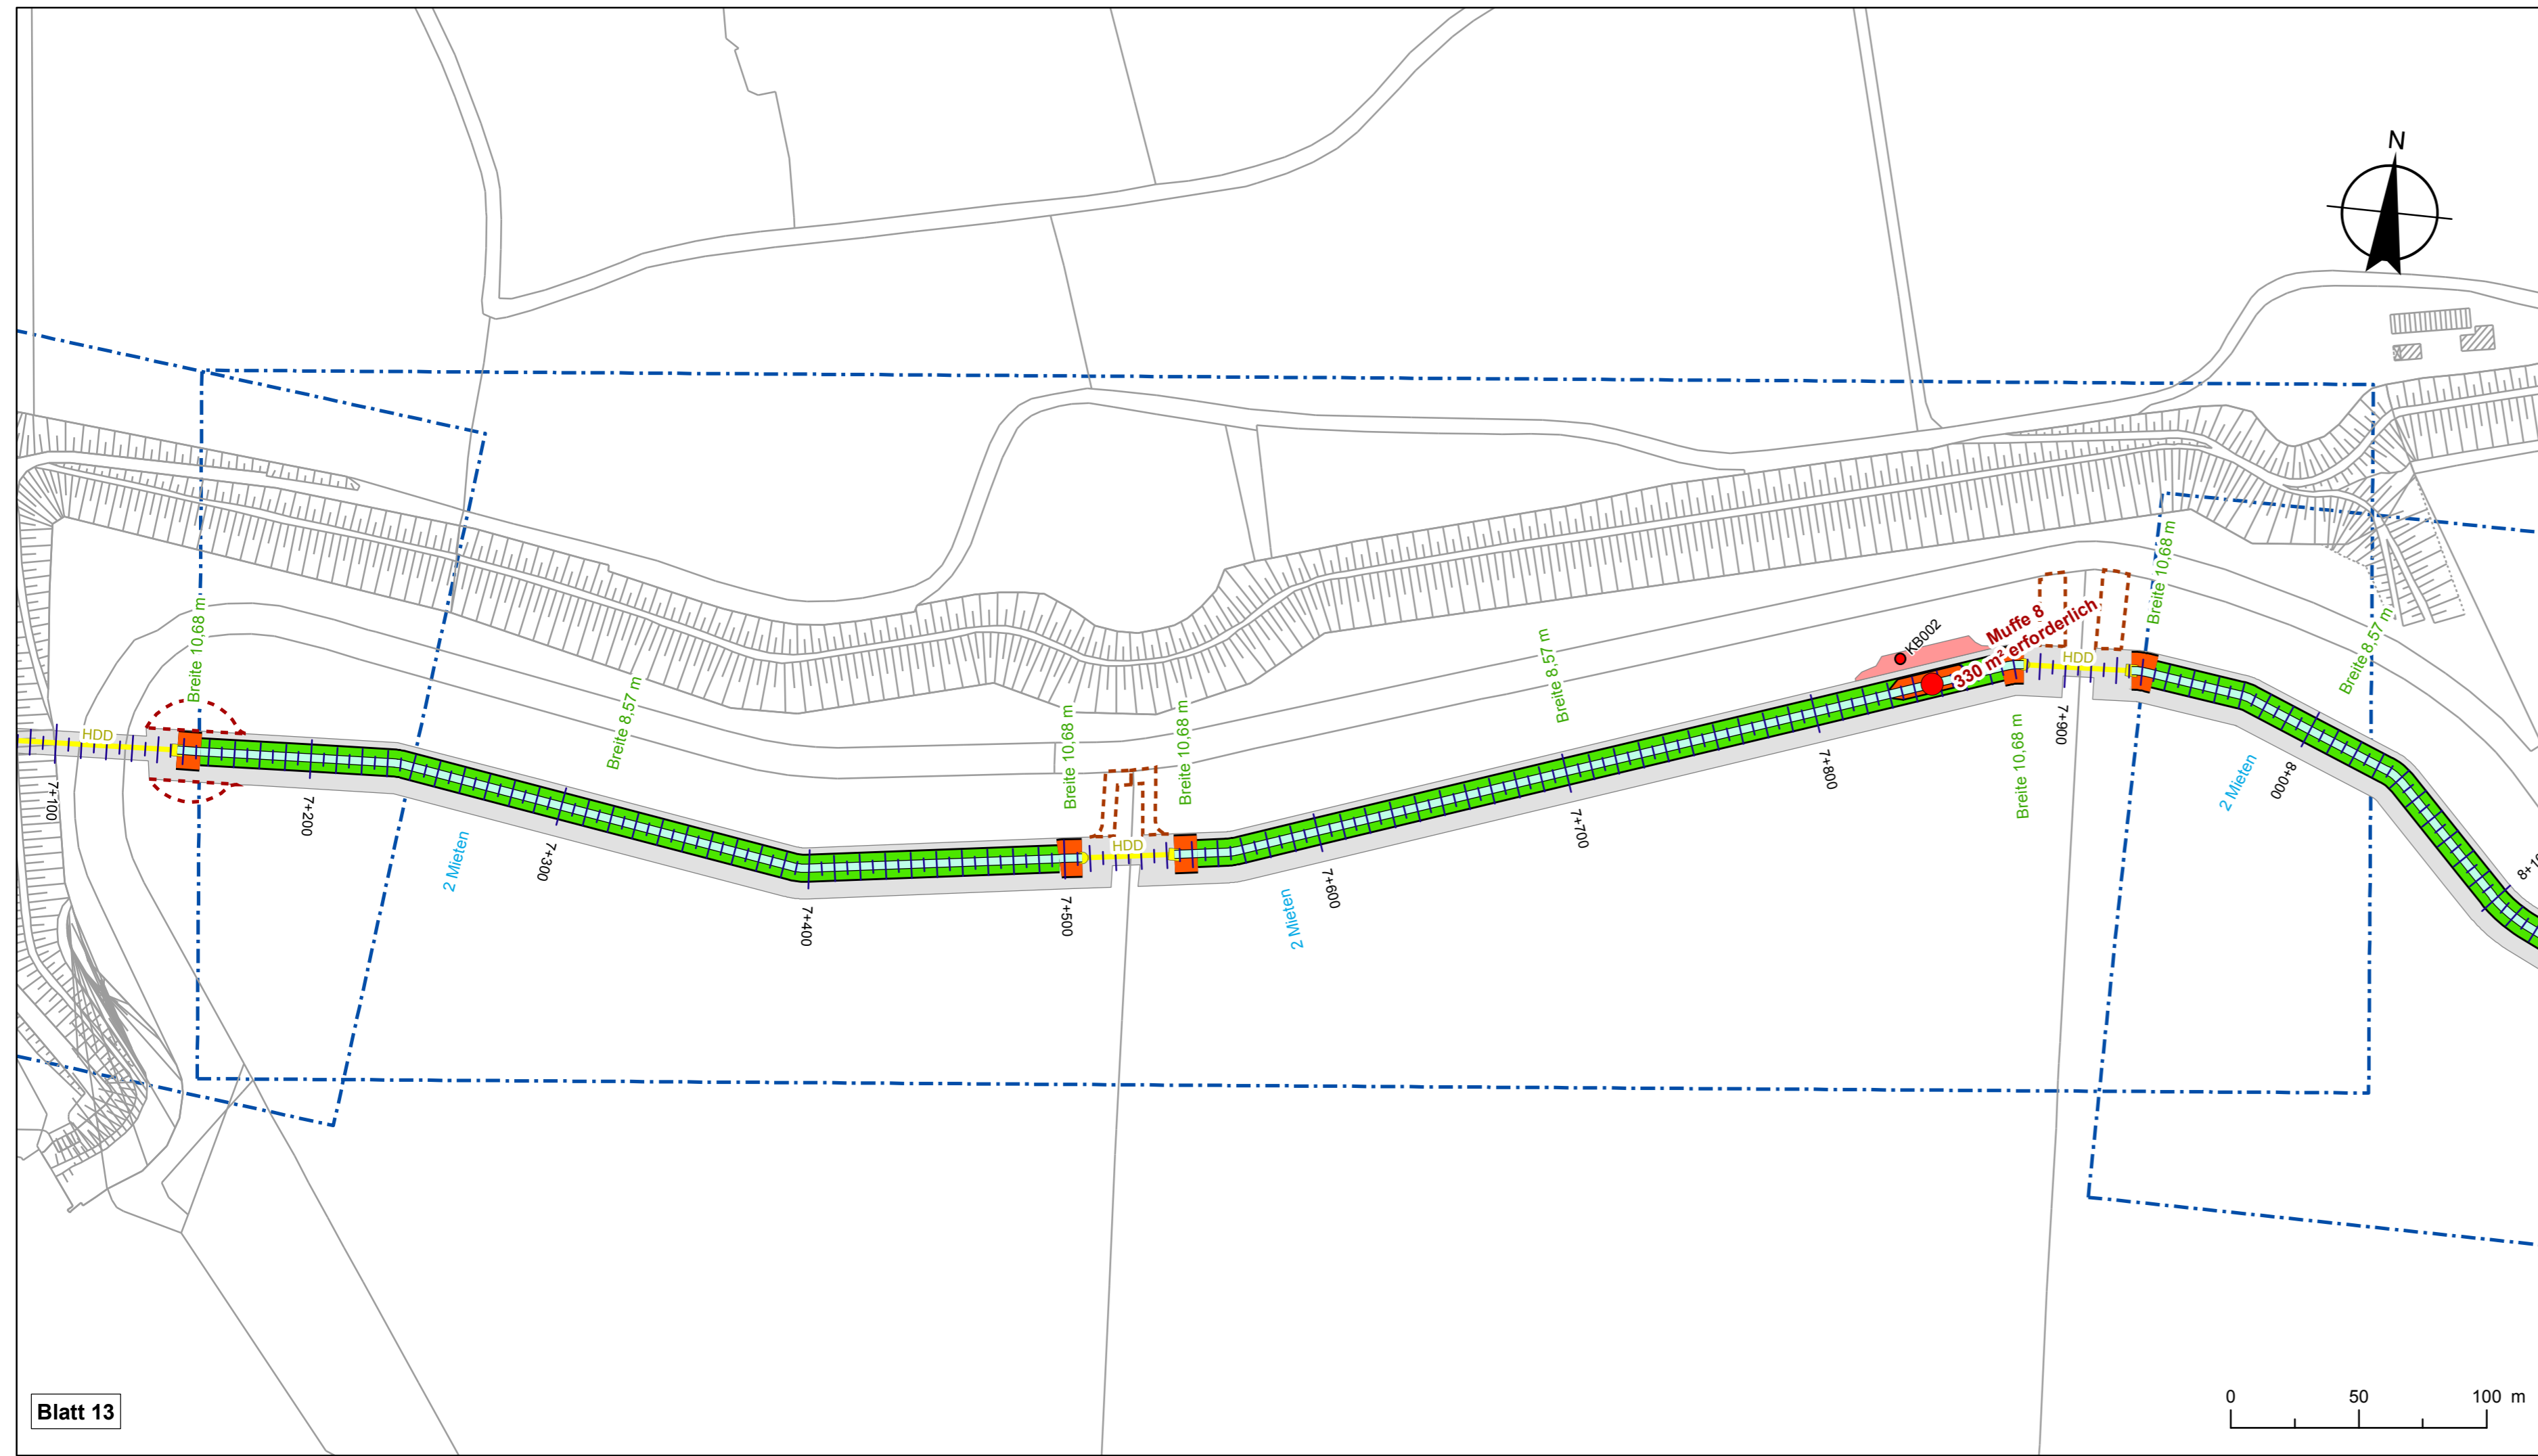 N
Breite 10,68 m
HDD
7+100
7+200
2 Mieten
Breite 8,57 m
7+300
7+400
Breite 10,68 m
7+500
HDD
Breite 10,68 m
2 Mieten
7+600
Breite 8,57 m
7+700
7+800
KB002
Muffe 8
330 m² erforderlich
Breite 10,68 m
7+900
HDD
Breite 10,68 m
2 Mieten
8+000
Breite 8,57 m
Blatt 13
0 50 100 m